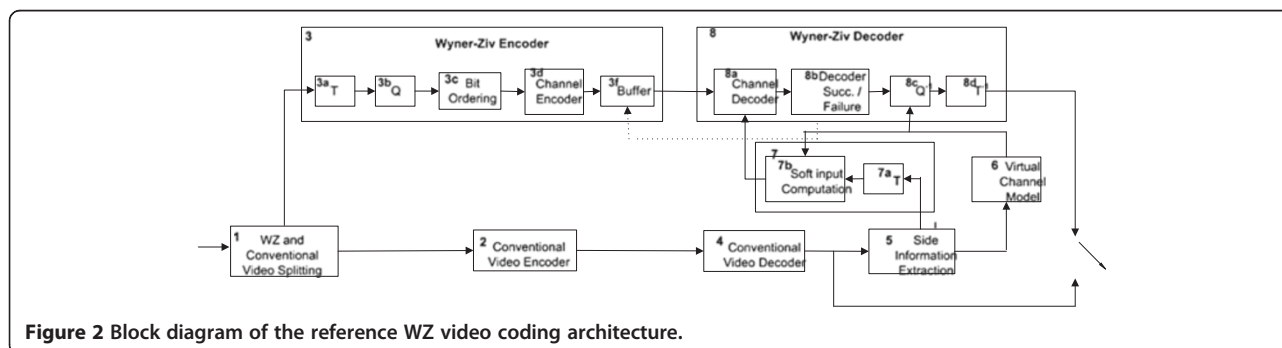 3
Wyner-Ziv Encoder
3a T
3b Q
3c Bit
Ordering
3d Channel
Encoder
3f Buffer
8
Wyner-Ziv Decoder
8a
Channel
Decoder
8b Decoder
Succ. /
Failure
8c Q-1
8d T-1
7
7b
Soft input
Computation
7a T
6 Virtual
Channel
Model
1 WZ and
Conventional
Video Splitting
2 Conventional
Video Encoder
4 Conventional
Video Decoder
5 Side
Information
Extraction
Figure 2 Block diagram of the reference WZ video coding architecture.